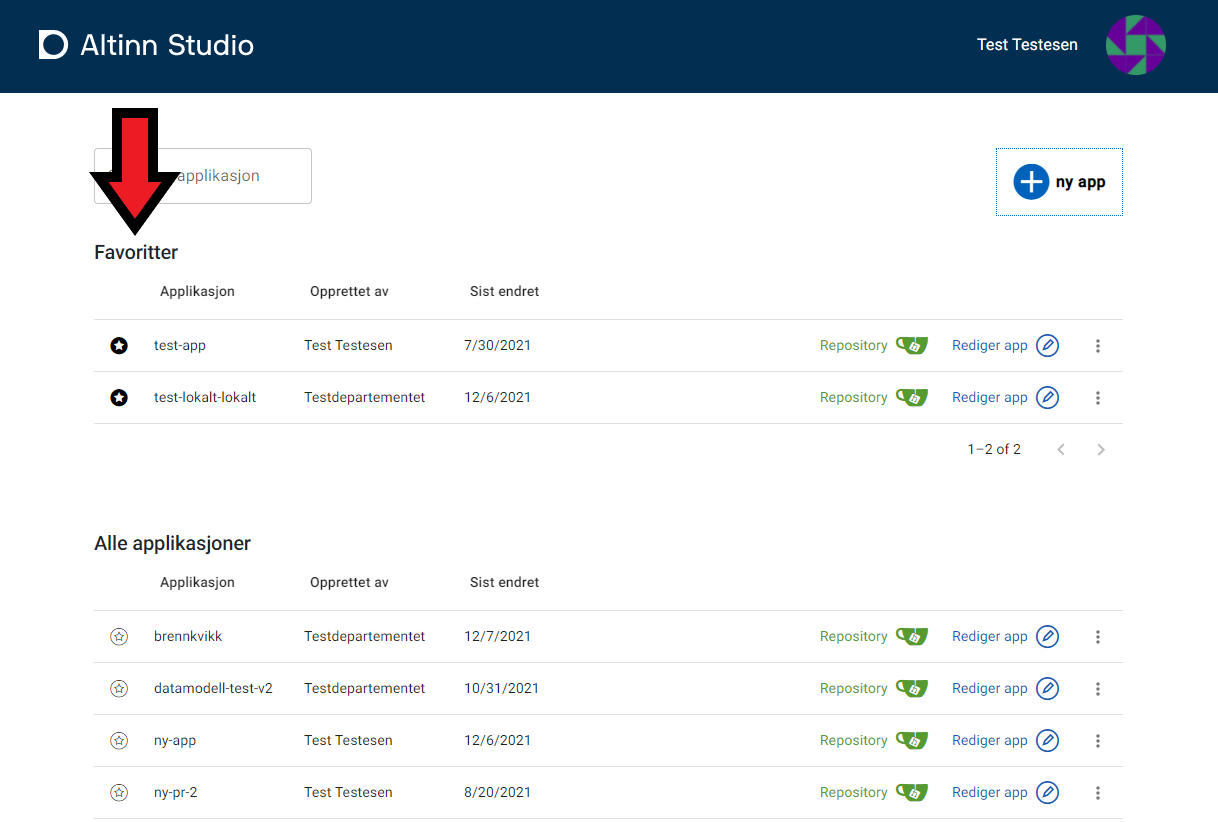 Altinn Studio
Test Testesen
applikasjon
ny app
Favoritter
Applikasjon Opprettet av Sist endret
test-app Test Testesen 7/30/2021 Repository Rediger app
test-lokalt-lokalt Testdepartementet 12/6/2021 Repository Rediger app
1–2 of 2
Alle applikasjoner
Applikasjon Opprettet av Sist endret
brennkvikk Testdepartementet 12/7/2021 Repository Rediger app
datamodell-test-v2 Testdepartementet 10/31/2021 Repository Rediger app
ny-app Test Testesen 12/6/2021 Repository Rediger app
ny-pr-2 Test Testesen 8/20/2021 Repository Rediger app